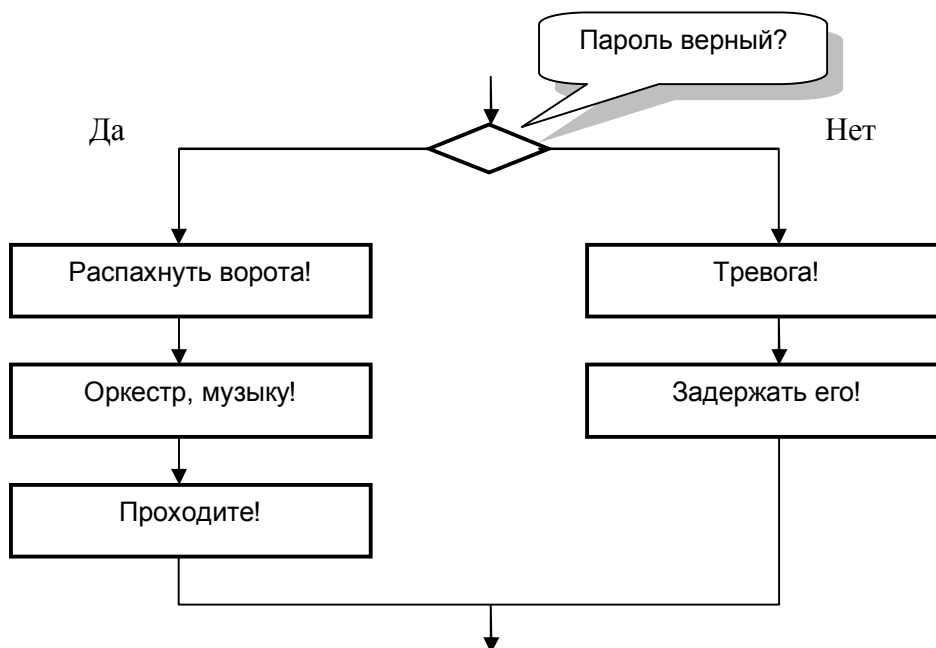 Пароль верный?
Да
Нет
Распахнуть ворота!
Тревога!
Оркестр, музыку!
Задержать его!
Проходите!